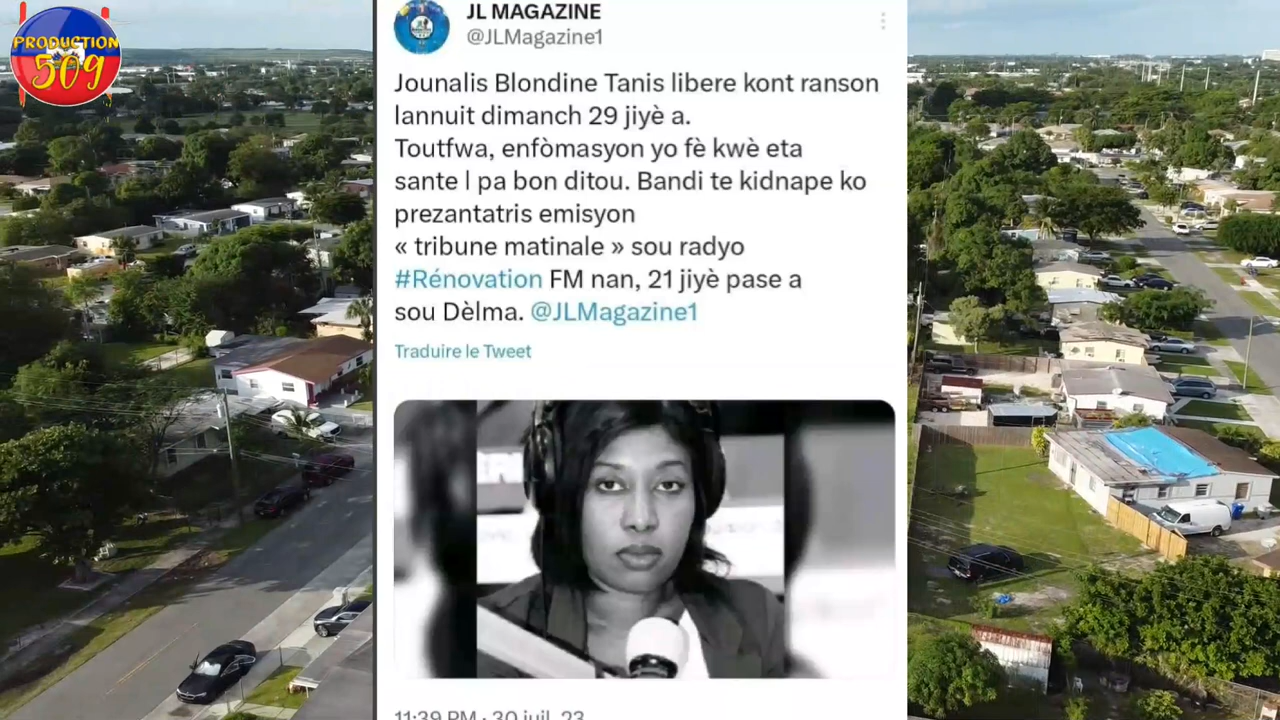 PRODUCTION
509
JL MAGAZINE
@JLMagazine1
Jounalis Blondine Tanis libere kont ranson
lannuit dimanch 29 jiyè a.
Toutfwa, enfòmasyon yo fè kwè eta
sante l pa bon ditou. Bandi te kidnape ko
prezantatris emisyon
« tribune matinale » sou radyo
#Rénovation FM nan, 21 jiyè pase a
sou Dèlma. @JLMagazine1
Traduire le Tweet
11:39 PM · 30 juil. 23